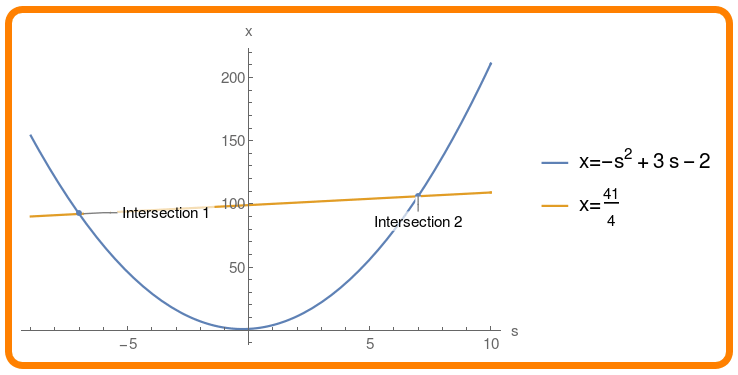 x
200
150
100
50
-5
5
10
s
Intersection 1
Intersection 2
x=-s² + 3 s - 2
x=41/4